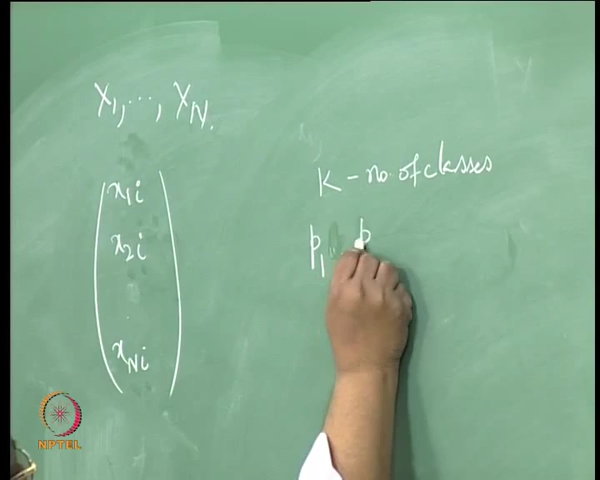 X1, ..., XN.
x1i
x2i
.
xNi
K - no. of classes
p1 p
NPTEL